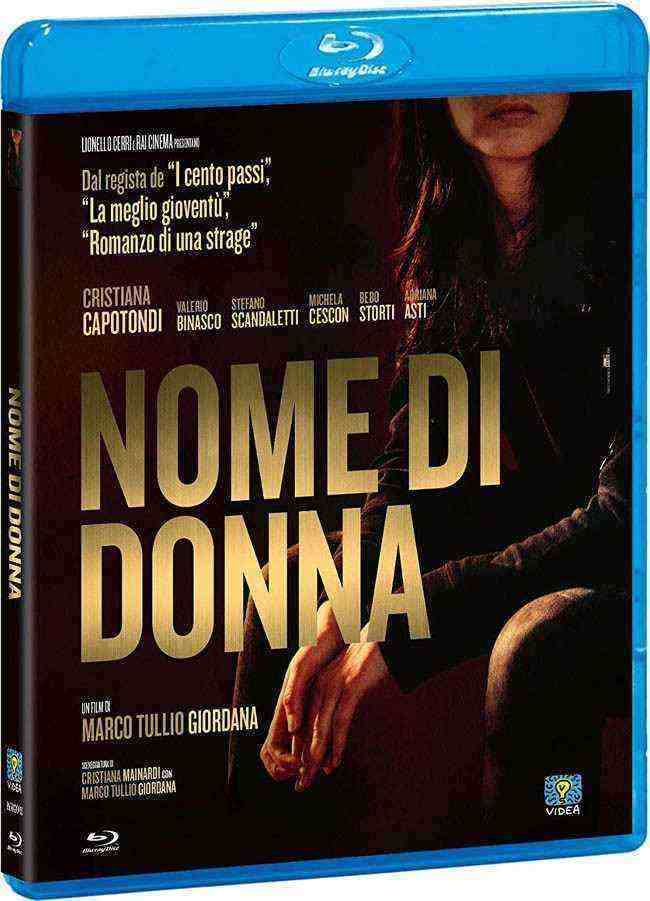 Blu-ray Disc
LIONELLO CERRI E RAI CINEMA PRESENTANO
Dal regista de "I cento passi",
"La meglio gioventù",
"Romanzo di una strage"
CRISTIANA CAPOTONDI
VALERIO BINASCO
STEFANO SCANDALETTI
MICHELA CESCON
BEBO STORTI
ADRIANA ASTI
NOME DI
DONNA
UN FILM DI
MARCO TULLIO GIORDANA
SCENEGGIATURA DI
CRISTIANA MAINARDI CON
MARCO TULLIO GIORDANA
Blu-ray Disc
VIDEA
NOME DI DONNA